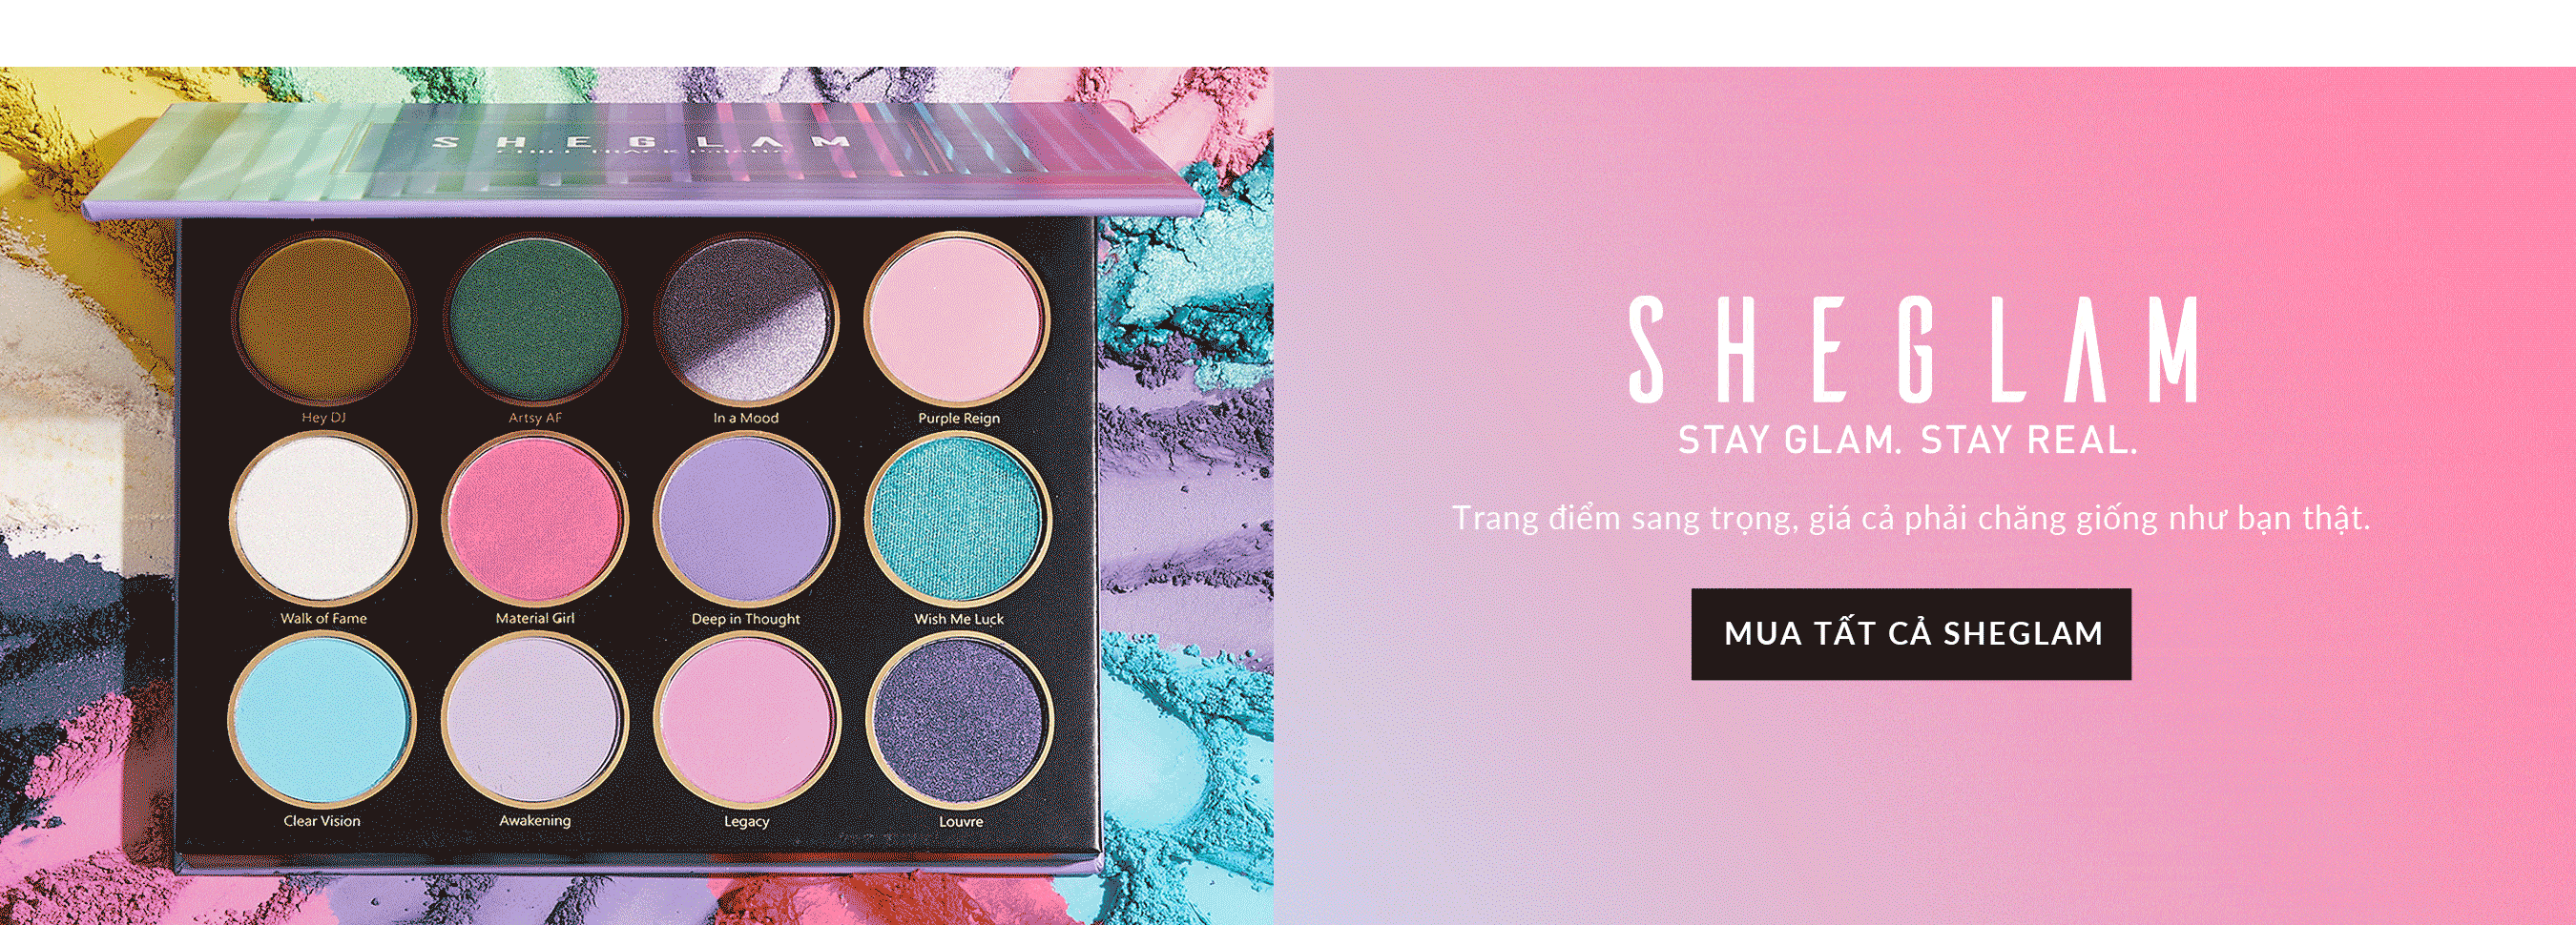 SHEGLAM
Hey DJ
Artsy AF
In a Mood
Purple Reign
Walk of Fame
Material Girl
Deep in Thought
Wish Me Luck
Clear Vision
Awakening
Legacy
Louvre
SHEGLAM
STAY GLAM. STAY REAL.
Trang điểm sang trọng, giá cả phải chăng giống như bạn thật.
MUA TẤT CẢ SHEGLAM